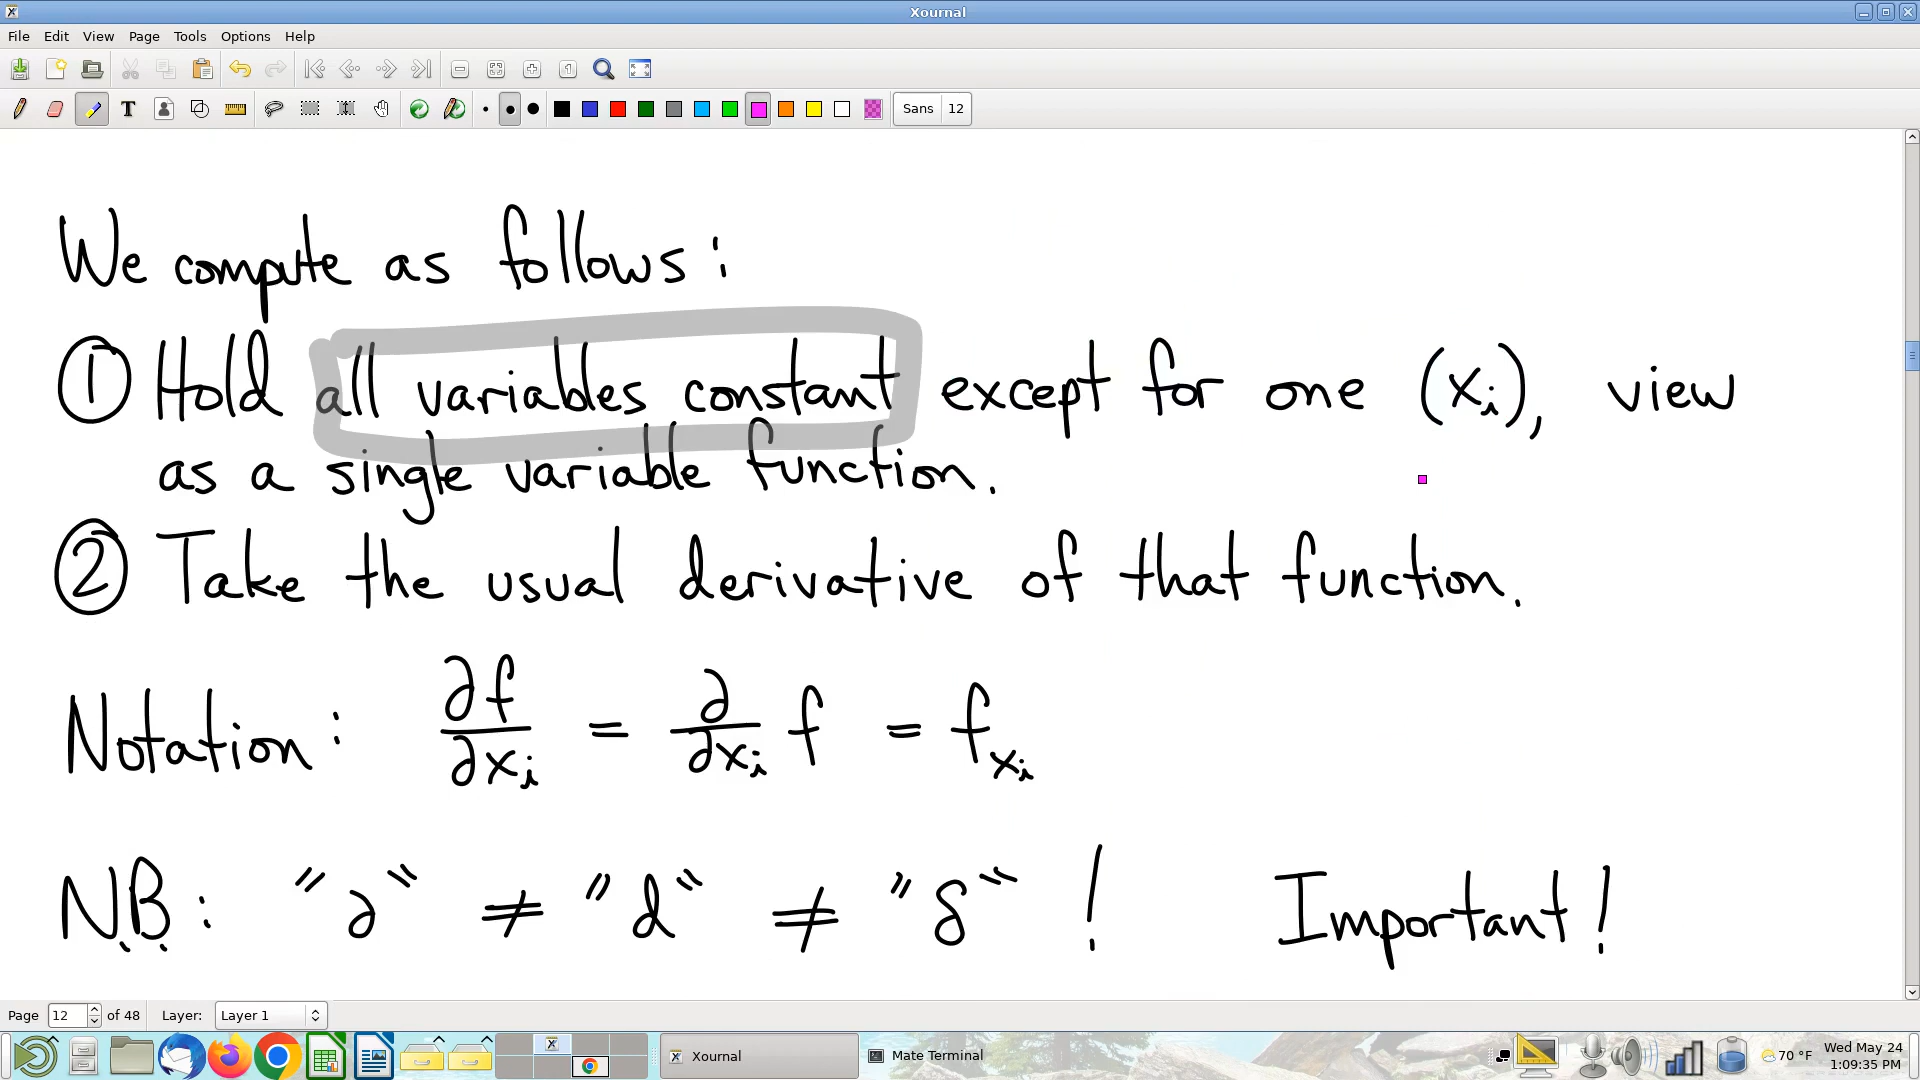 Xournal
File Edit View Page Tools Options Help
Sans 12
We compute as follows:
① Hold all variables constant except for one (xᵢ), view
as a single variable function.
② Take the usual derivative of that function.
Notation: ∂f/∂xᵢ = ∂/∂xᵢ f = f_xᵢ
N.B.: "∂" ≠ "d" ≠ "δ" ! Important!
Page 12 of 48 Layer: Layer 1
Xournal Mate Terminal 70 °F Wed May 24
1:09:35 PM